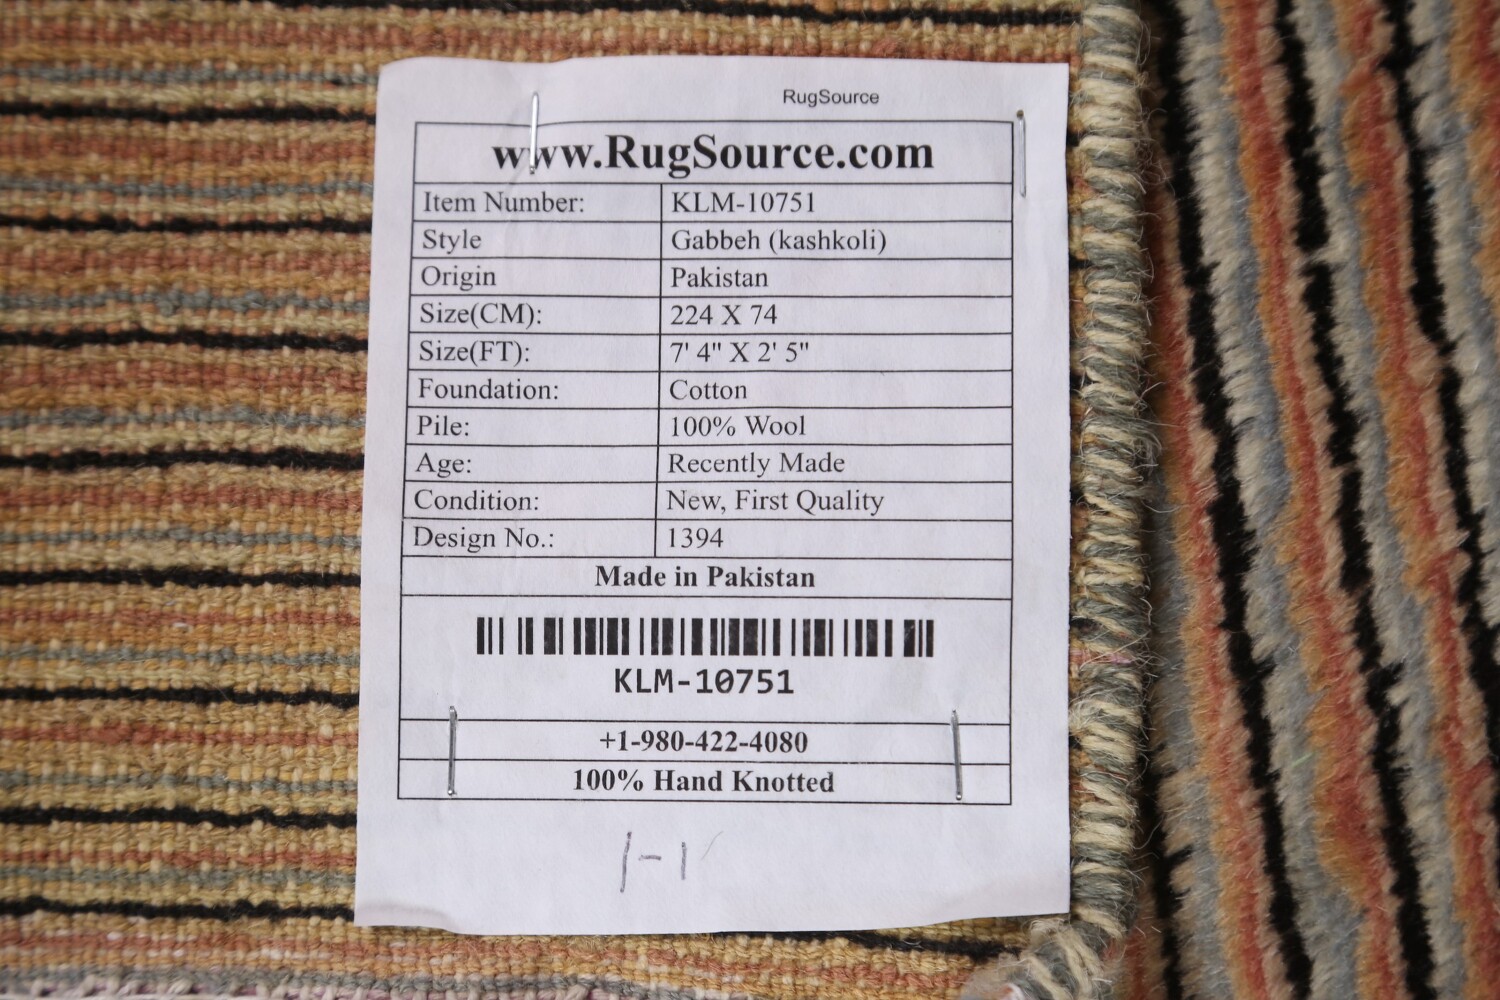 RugSource
www.RugSource.com
Item Number: KLM-10751
Style Gabbeh (kashkoli)
Origin Pakistan
Size(CM): 224 X 74
Size(FT): 7' 4" X 2' 5"
Foundation: Cotton
Pile: 100% Wool
Age: Recently Made
Condition: New, First Quality
Design No.: 1394
Made in Pakistan
KLM-10751
+1-980-422-4080
100% Hand Knotted
1-1